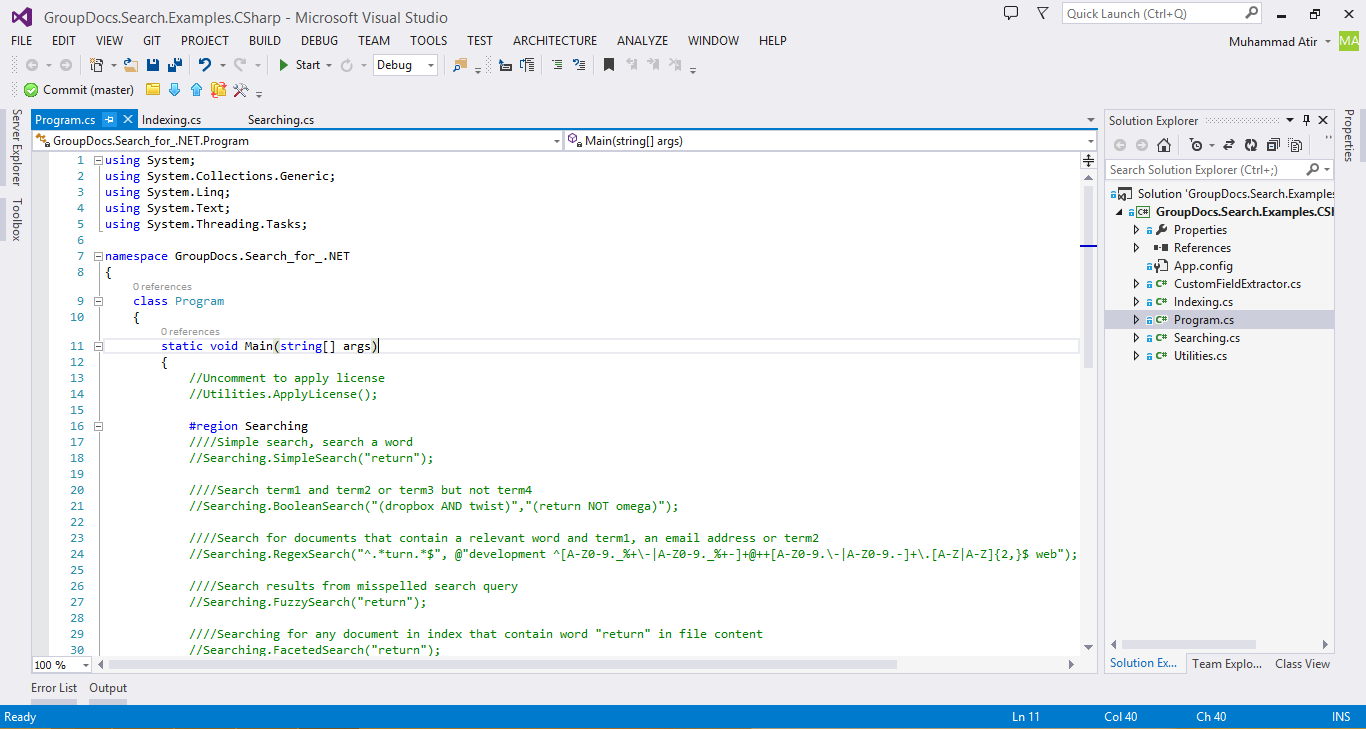 GroupDocs.Search.Examples.CSharp - Microsoft Visual Studio
Quick Launch (Ctrl+Q)
FILE EDIT VIEW GIT PROJECT BUILD DEBUG TEAM TOOLS TEST ARCHITECTURE ANALYZE WINDOW HELP
Muhammad Atir MA
Start Debug
Commit (master)
Server Explorer
Toolbox
Program.cs Indexing.cs Searching.cs
GroupDocs.Search_for_.NET.Program Main(string[] args)
1 using System;
2 using System.Collections.Generic;
3 using System.Linq;
4 using System.Text;
5 using System.Threading.Tasks;
6
7 namespace GroupDocs.Search_for_.NET
8 {
0 references
9 class Program
10 {
0 references
11 static void Main(string[] args)
12 {
13 //Uncomment to apply license
14 //Utilities.ApplyLicense();
15
16 #region Searching
17 ////Simple search, search a word
18 //Searching.SimpleSearch("return");
19
20 ////Search term1 and term2 or term3 but not term4
21 //Searching.BooleanSearch("(dropbox AND twist)","(return NOT omega)");
22
23 ////Search for documents that contain a relevant word and term1, an email address or term2
24 //Searching.RegexSearch("^.*turn.*$", @"development ^[A-Z0-9._%+\-|A-Z0-9._%+-]+@++[A-Z0-9.\-|A-Z0-9.-]+\.[A-Z|A-Z]{2,}$ web");
25
26 ////Search results from misspelled search query
27 //Searching.FuzzySearch("return");
28
29 ////Searching for any document in index that contain word "return" in file content
30 //Searching.FacetedSearch("return");
100 %
Solution Explorer
Search Solution Explorer (Ctrl+;)
Solution 'GroupDocs.Search.Examples
C# GroupDocs.Search.Examples.CSI
Properties
References
App.config
C# CustomFieldExtractor.cs
C# Indexing.cs
C# Program.cs
C# Searching.cs
C# Utilities.cs
Solution Ex... Team Explo... Class View
Properties
Error List Output
Ready Ln 11 Col 40 Ch 40 INS